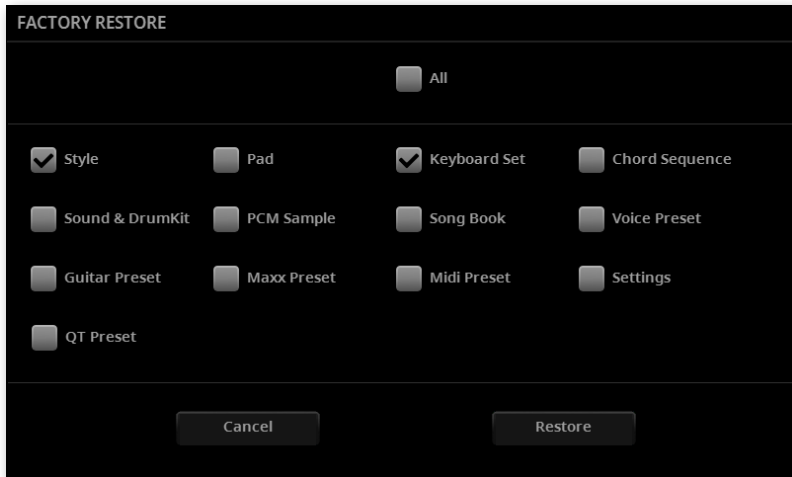 FACTORY RESTORE
All
Style Pad Keyboard Set Chord Sequence
Sound & DrumKit PCM Sample Song Book Voice Preset
Guitar Preset Maxx Preset Midi Preset Settings
QT Preset
Cancel Restore